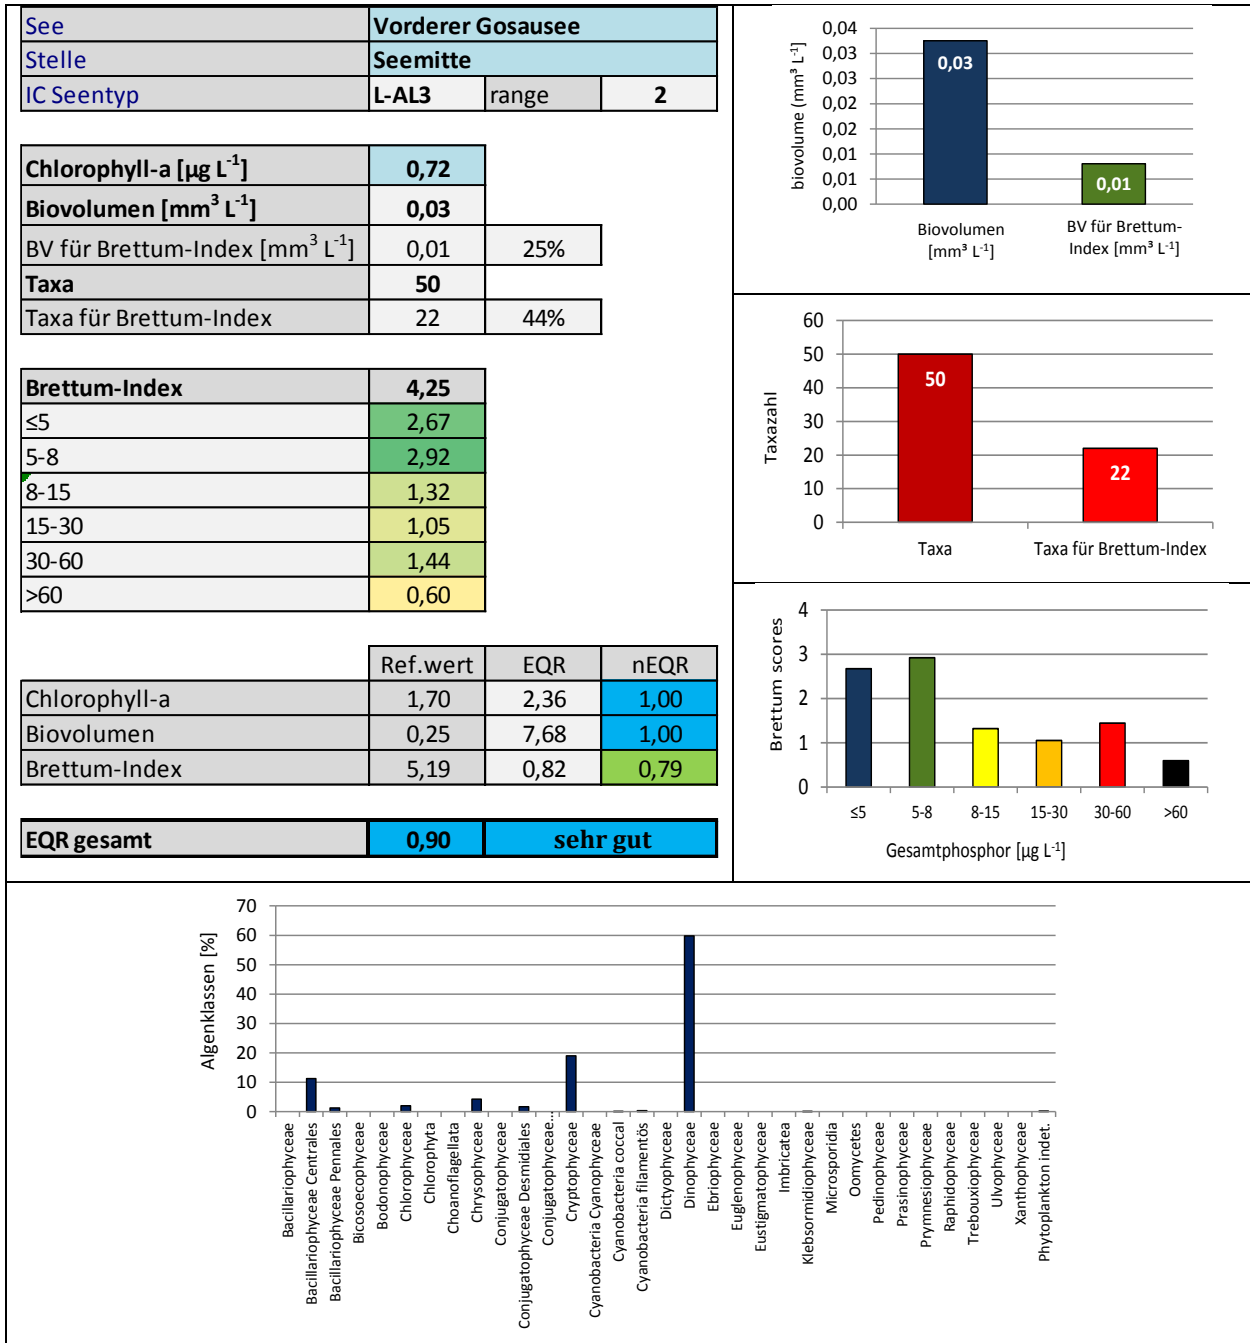 See Vorderer Gosausee
Stelle Seemitte
IC Seentyp L-AL3 range 2
Chlorophyll-a [µg L⁻¹] 0,72
Biovolumen [mm³ L⁻¹] 0,03
BV für Brettum-Index [mm³ L⁻¹] 0,01 25%
Taxa 50
Taxa für Brettum-Index 22 44%
Brettum-Index 4,25
≤5 2,67
5-8 2,92
8-15 1,32
15-30 1,05
30-60 1,44
>60 0,60
Ref.wert EQR nEQR
Chlorophyll-a 1,70 2,36 1,00
Biovolumen 0,25 7,68 1,00
Brettum-Index 5,19 0,82 0,79
EQR gesamt 0,90 sehr gut
biovolume (mm³ L⁻¹)
0,04
0,03
0,03
0,02
0,02
0,01
0,01
0,00
0,03
0,01
Biovolumen
[mm³ L⁻¹]
BV für Brettum-
Index [mm³ L⁻¹]
Taxazahl
60
50
40
30
20
10
0
50
22
Taxa
Taxa für Brettum-Index
Brettum scores
4
3
2
1
0
≤5 5-8 8-15 15-30 30-60 >60
Gesamtphosphor [µg L⁻¹]
Algenklassen [%]
70
60
50
40
30
20
10
0
Bacillariophyceae
Bacillariophyceae Centrales
Bacillariophyceae Pennales
Bicosoecophyceae
Bodonophyceae
Chlorophyceae
Chlorophyta
Choanoflagellata
Chrysophyceae
Conjugatophyceae
Conjugatophyceae Desmidiales
Conjugatophyceae…
Cryptophyceae
Cyanobacteria Cyanophyceae
Cyanobacteria coccal
Cyanobacteria filamentös
Dictyophyceae
Dinophyceae
Ebriophyceae
Euglenophyceae
Eustigmatophyceae
Imbricatea
Klebsormidiophyceae
Microsporidia
Oomycetes
Pedinophyceae
Prasinophyceae
Prymnesiophyceae
Raphidophyceae
Trebouxiophyceae
Ulvophyceae
Xanthophyceae
Phytoplankton indet.